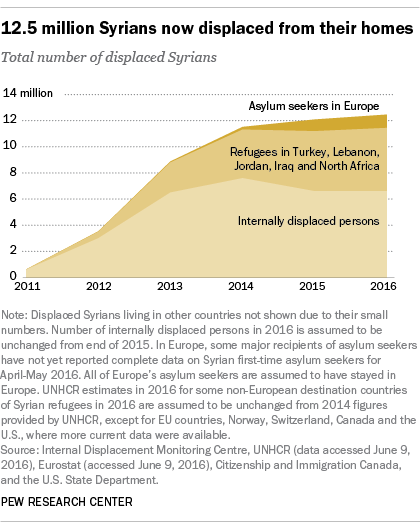 12.5 million Syrians now displaced from their homes
Total number of displaced Syrians
14 million
Asylum seekers in Europe
12
10
Refugees in Turkey, Lebanon,
Jordan, Iraq and North Africa
8
6
Internally displaced persons
4
2
0
2011 2012 2013 2014 2015 2016
Note: Displaced Syrians living in other countries not shown due to their small
numbers. Number of internally displaced persons in 2016 is assumed to be
unchanged from end of 2015. In Europe, some major recipients of asylum seekers
have not yet reported complete data on Syrian first-time asylum seekers for
April-May 2016. All of Europe's asylum seekers are assumed to have stayed in
Europe. UNHCR estimates in 2016 for some non-European destination countries
of Syrian refugees in 2016 are assumed to be unchanged from 2014 figures
provided by UNHCR, except for EU countries, Norway, Switzerland, Canada and the
U.S., where more current data were available.
Source: Internal Displacement Monitoring Centre, UNHCR (data accessed June 9,
2016), Eurostat (accessed June 9, 2016), Citizenship and Immigration Canada,
and the U.S. State Department.
PEW RESEARCH CENTER